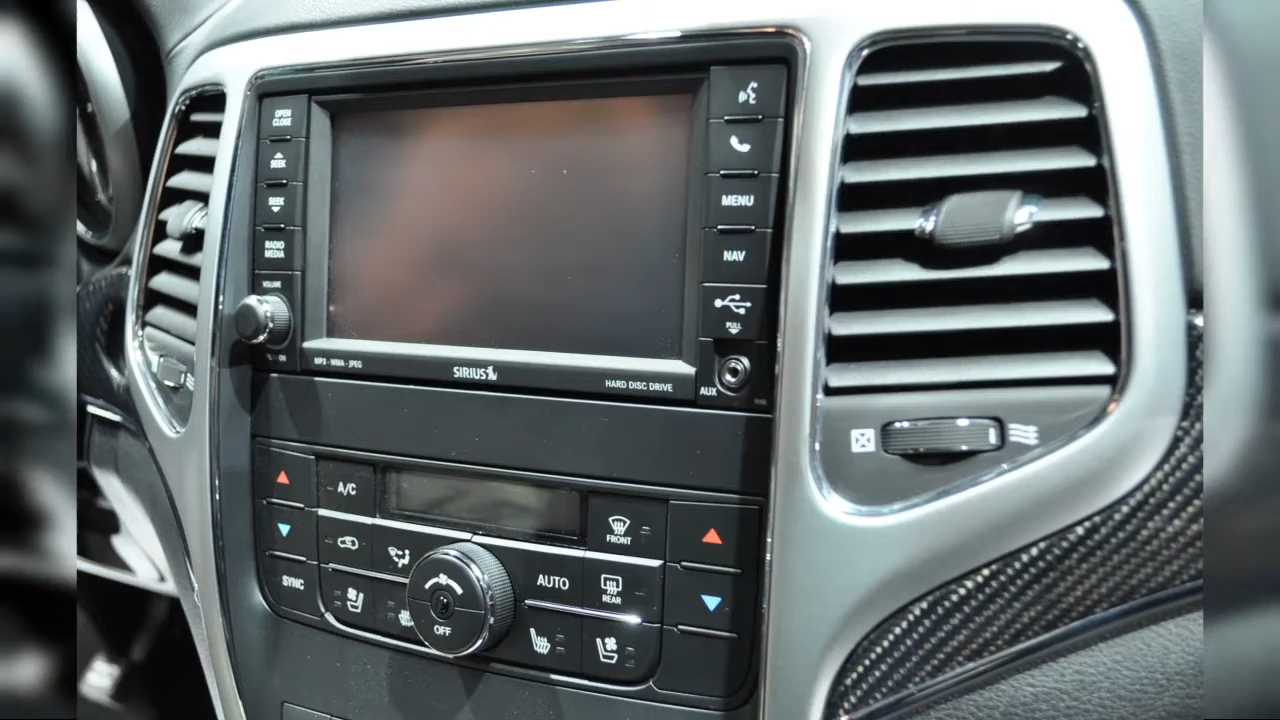 OPEN
CLOSE
SEEK
SEEK
RADIO
MEDIA
VOLUME
MENU
NAV
PULL
AUX
MP3 - WMA - JPEG
SIRIUS
HARD DISC DRIVE
A/C
FRONT
SYNC
AUTO
REAR
OFF